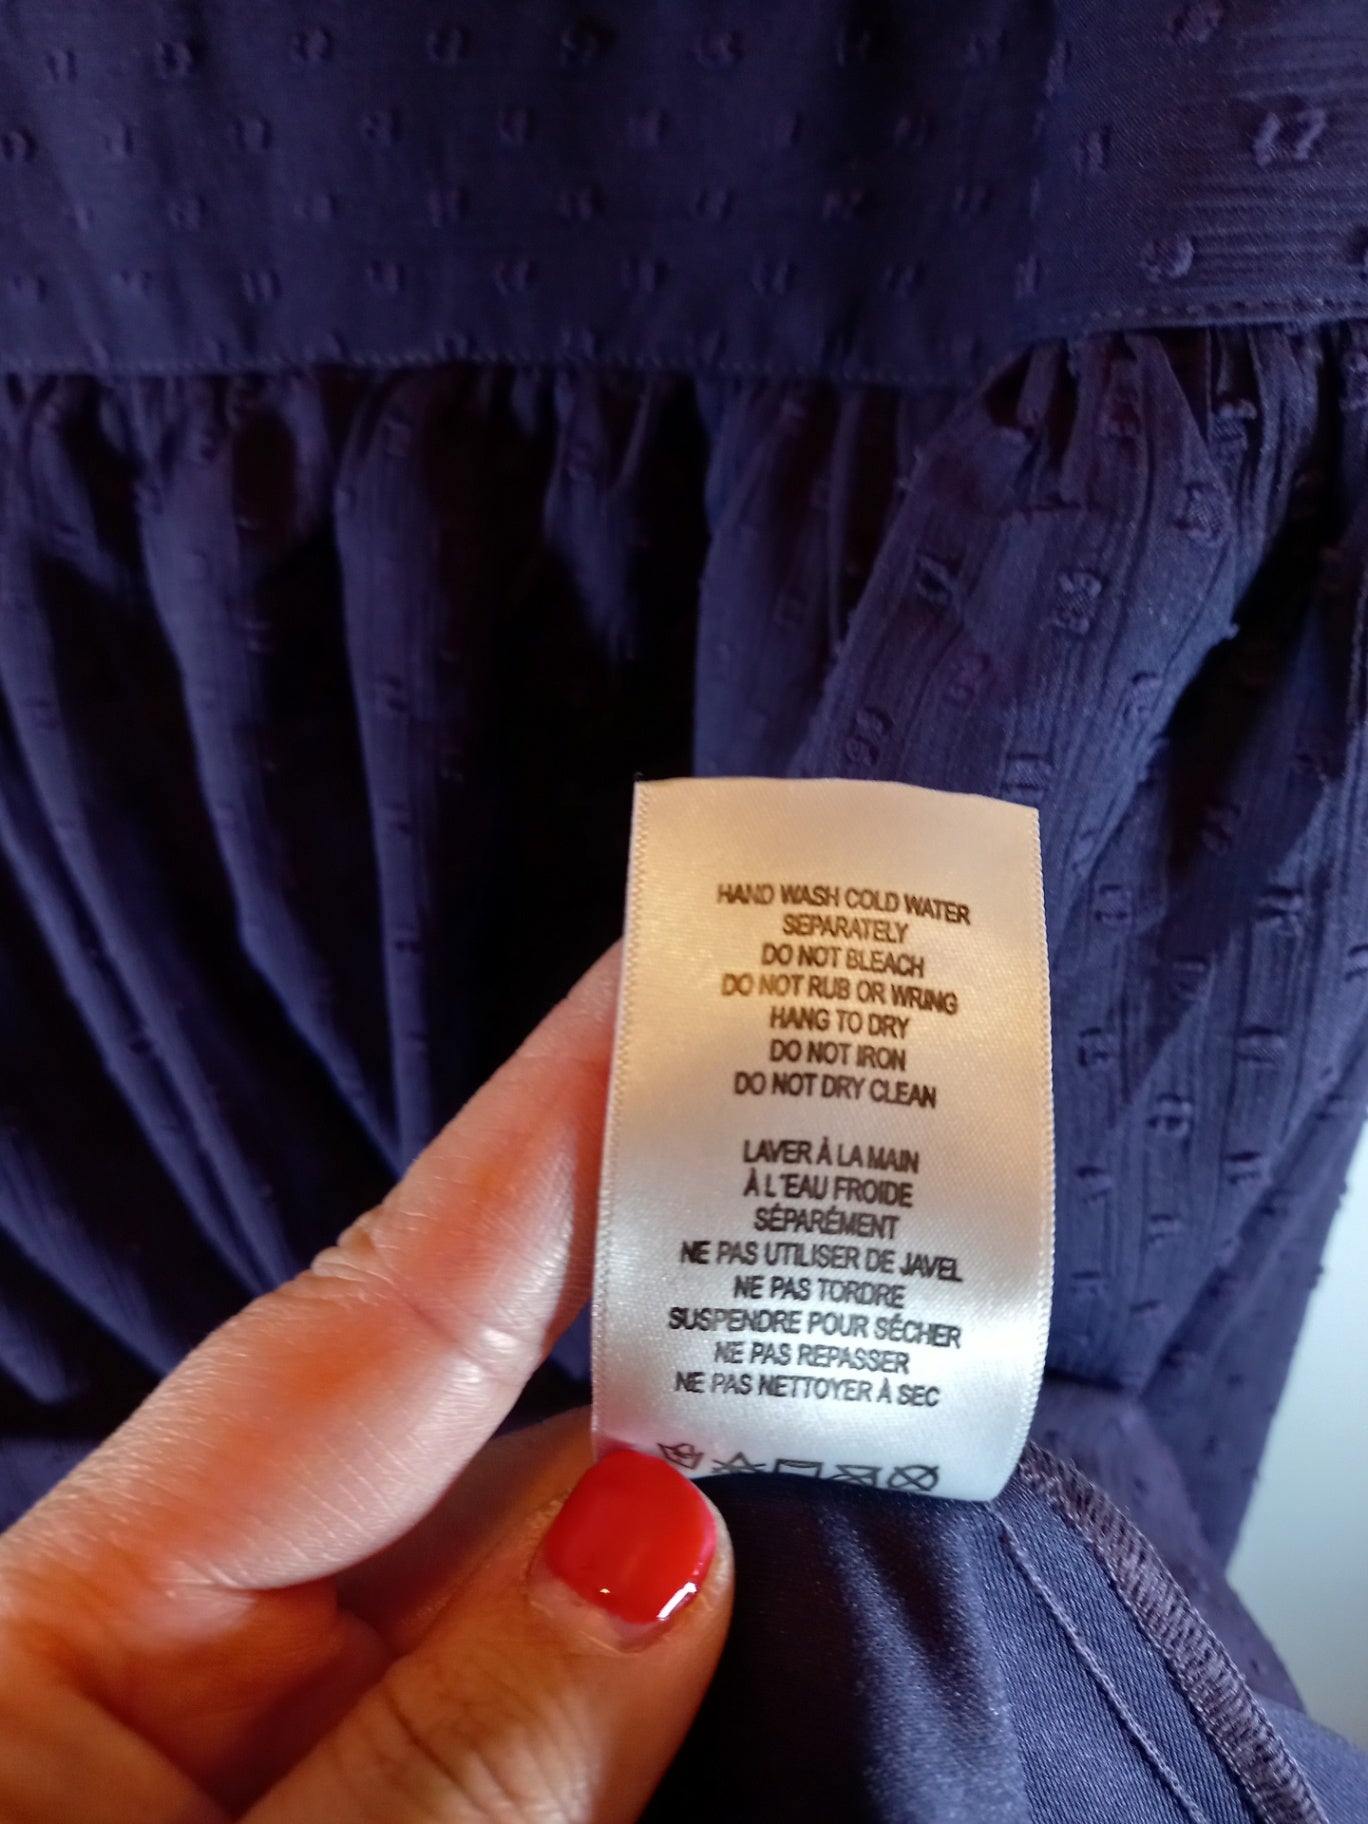 HAND WASH COLD WATER
SEPARATELY
DO NOT BLEACH
DO NOT RUB OR WRING
HANG TO DRY
DO NOT IRON
DO NOT DRY CLEAN
LAVER À LA MAIN
À L'EAU FROIDE
SÉPARÉMENT
NE PAS UTILISER DE JAVEL
NE PAS TORDRE
SUSPENDRE POUR SÉCHER
NE PAS REPASSER
NE PAS NETTOYER À SEC